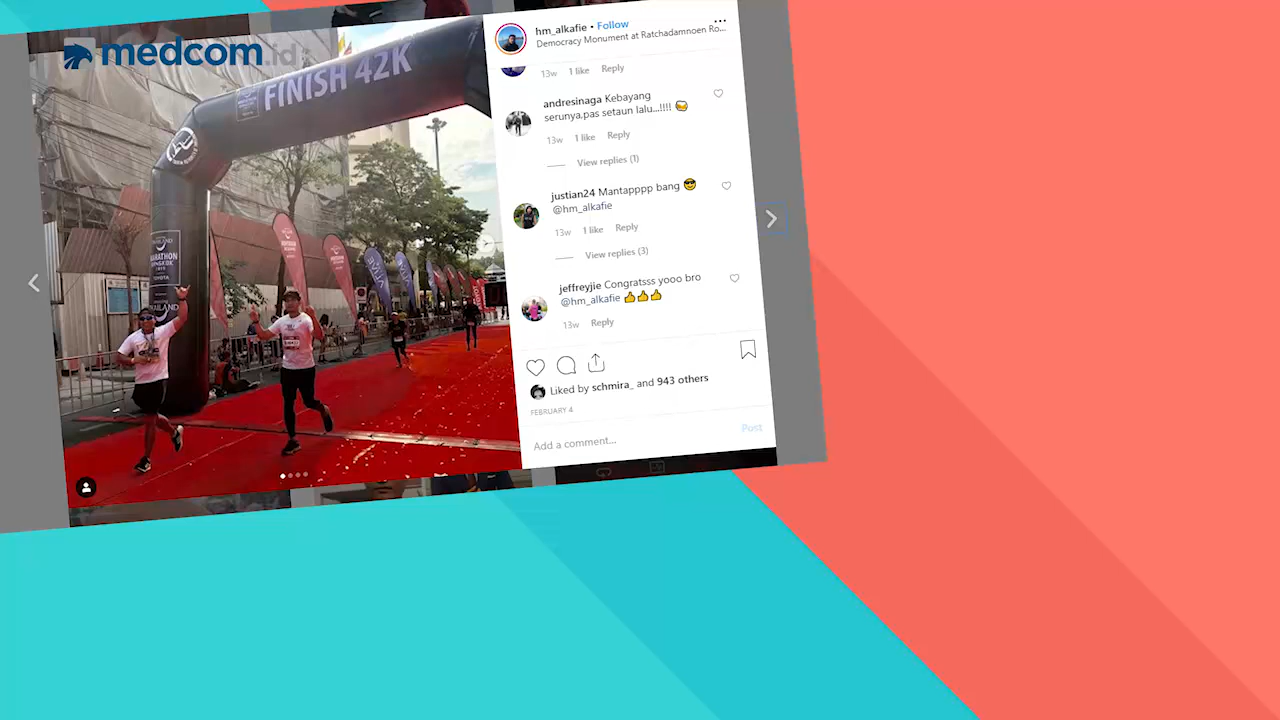 medcom.id
FINISH 42K
MARATHON
TOYOTA
THAILAND
hm_alkafie • Follow
Democracy Monument at Ratchadamnoen Ro...
13w 1 like Reply
andresinaga Kebayang
serunya.pas setaun lalu...!!!! 🍻
13w 1 like Reply
View replies (1)
justian24 Mantapppp bang 😎
@hm_alkafie
13w 1 like Reply
View replies (3)
jeffreyjie Congratsss yooo bro
@hm_alkafie 👍👍👍
13w Reply
Liked by schmira_ and 943 others
FEBRUARY 4
Add a comment... Post